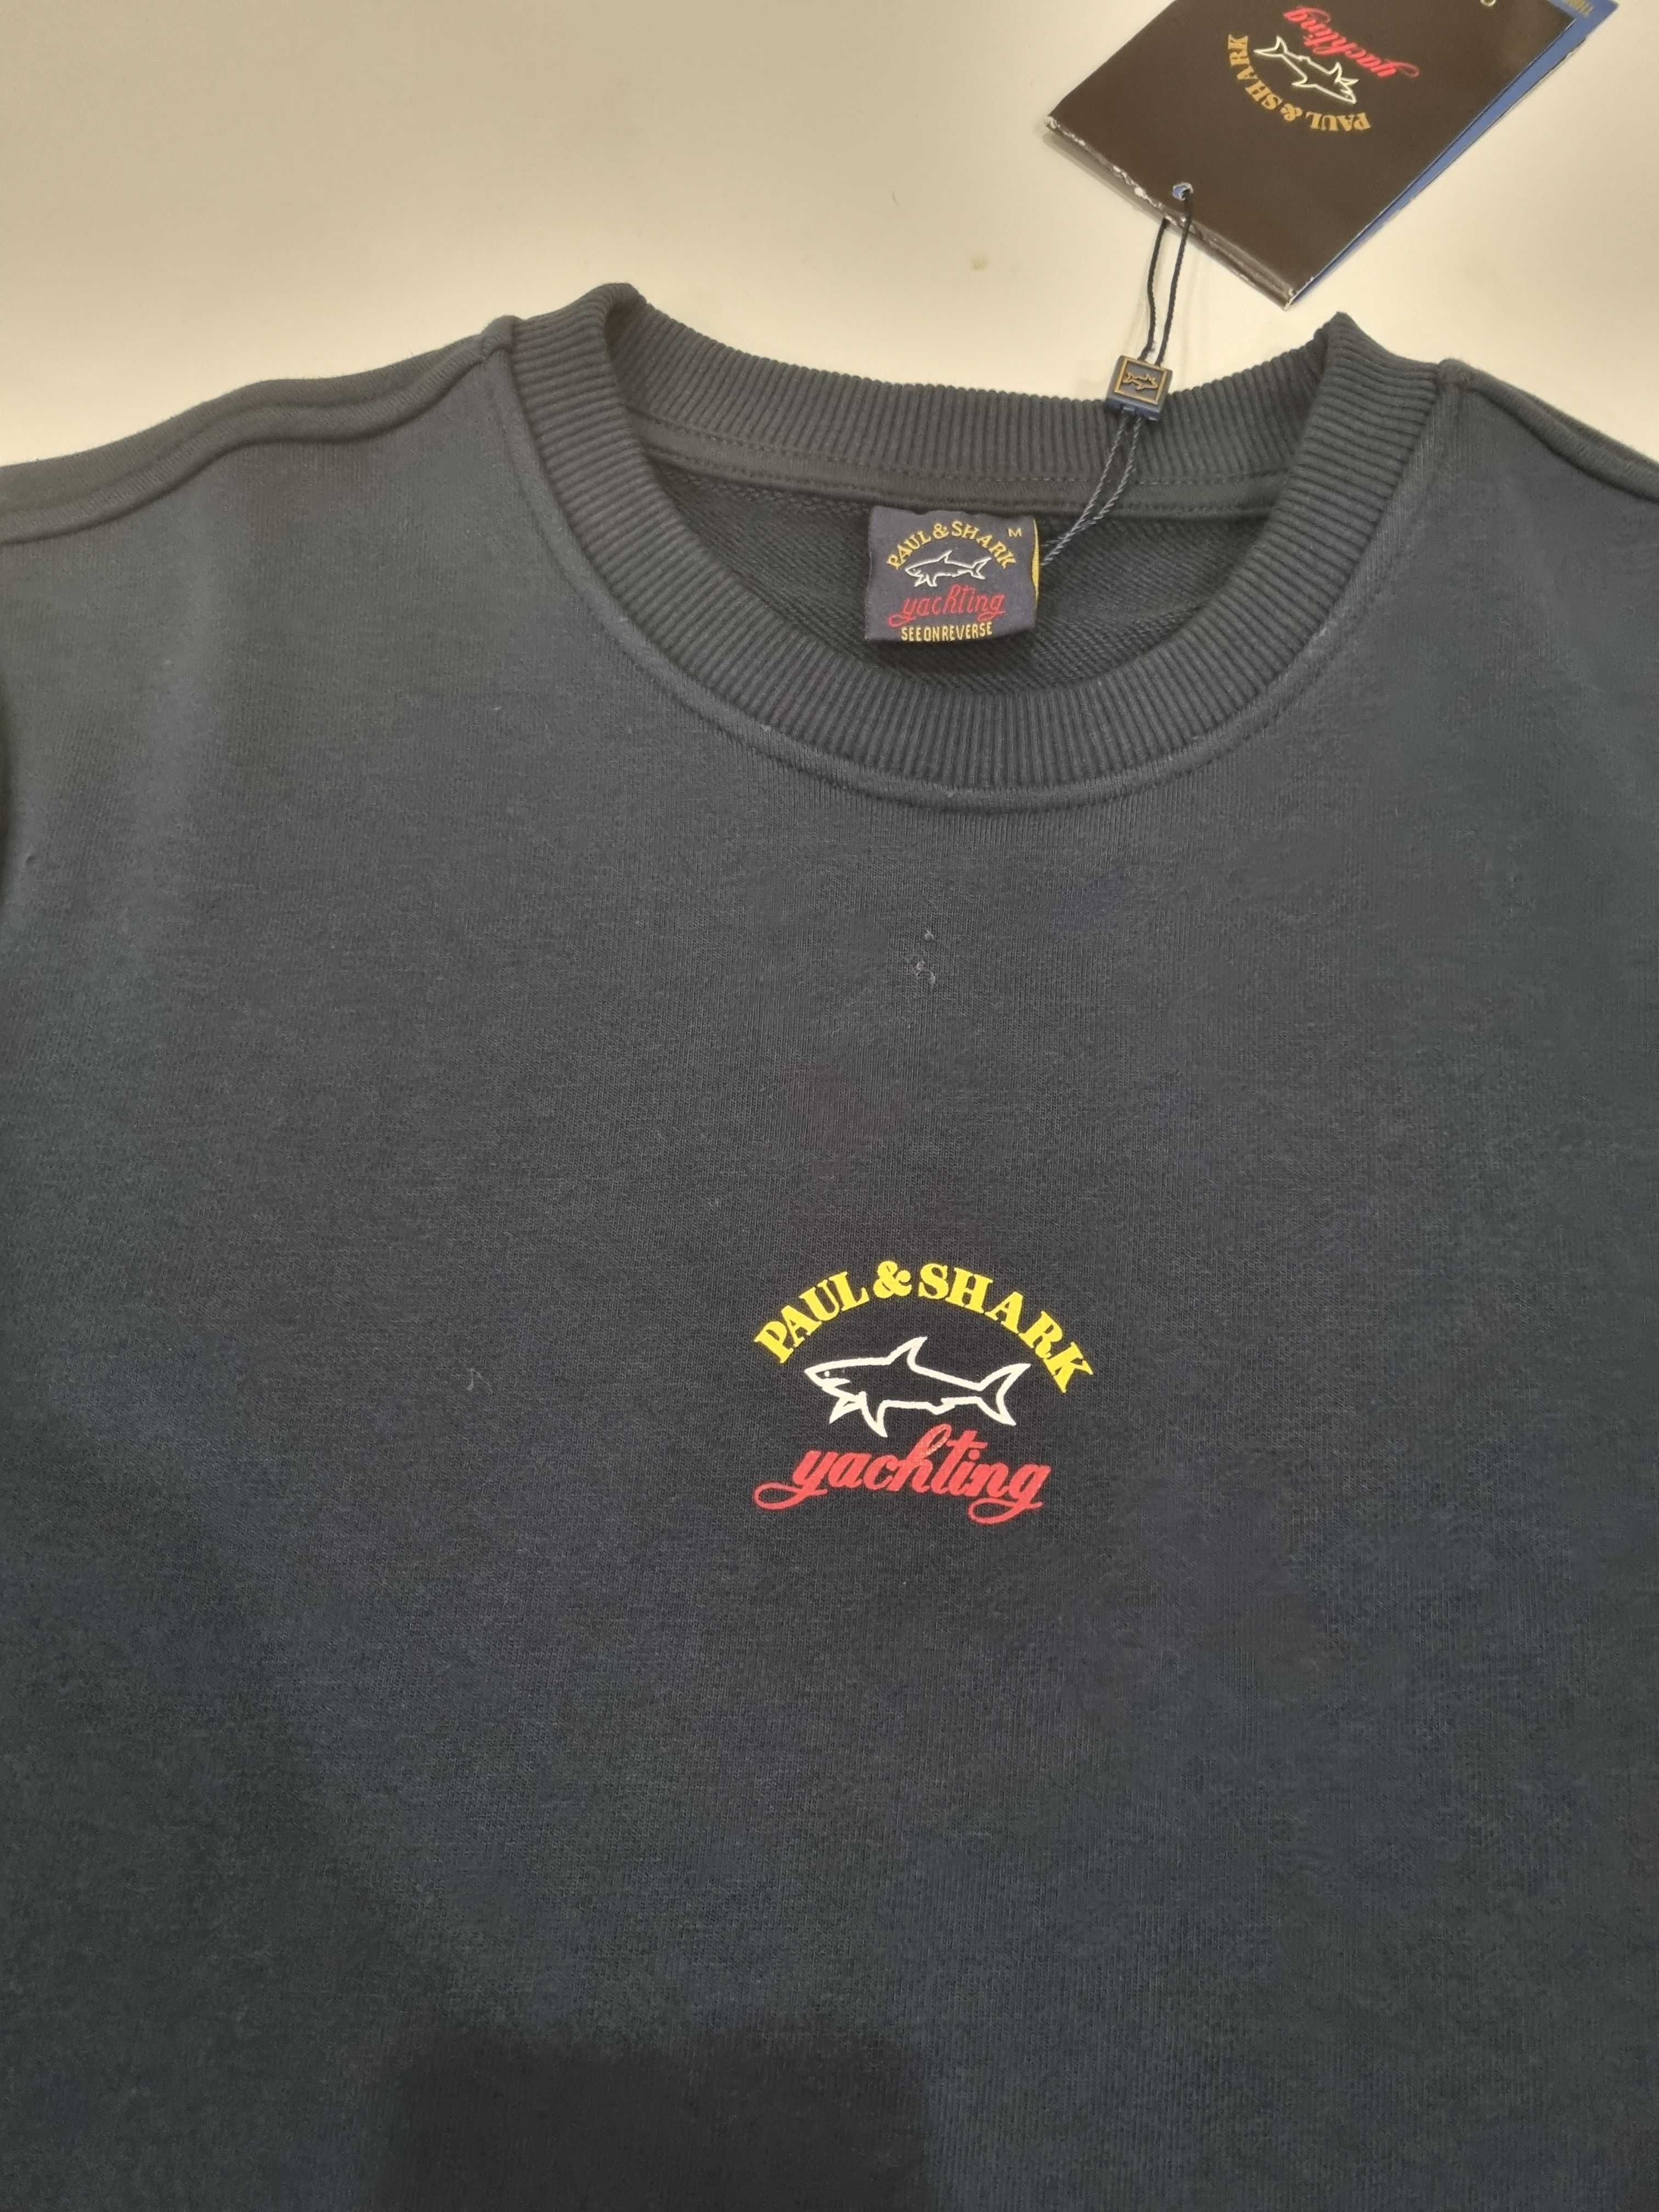 PAUL & SHARK
yachting
PAUL & SHARK
M
yachting
SEE ON REVERSE
PAUL & SHARK
yachting